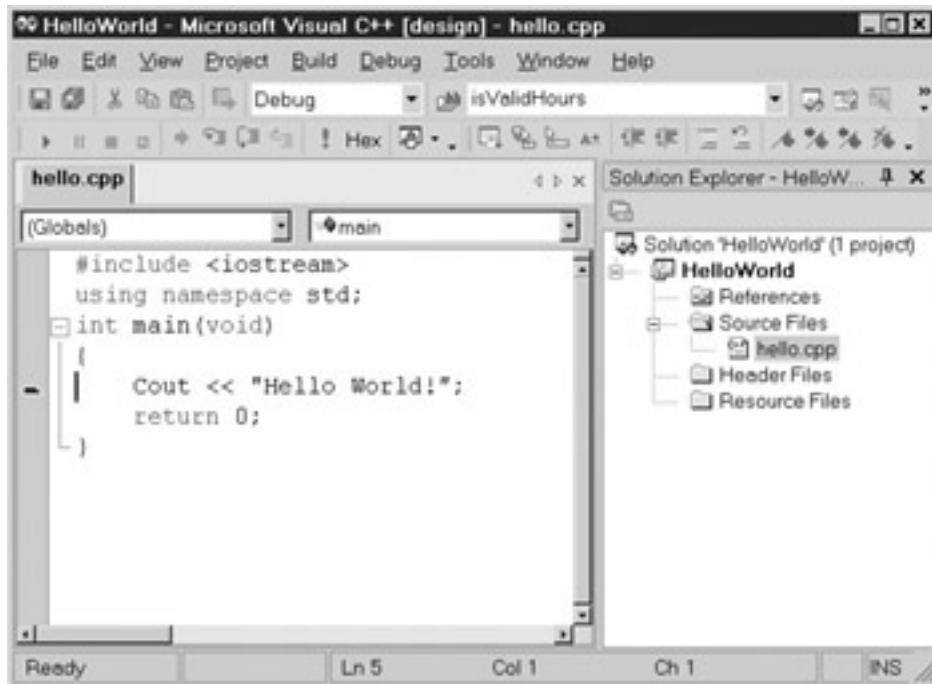 HelloWorld - Microsoft Visual C++ [design] - hello.cpp
File Edit View Project Build Debug Tools Window Help
Debug isValidHours
Hex
hello.cpp
Solution Explorer - HelloW...
(Globals) main
#include <iostream>
using namespace std;
int main(void)
{
Cout << "Hello World!";
return 0;
}
Solution 'HelloWorld' (1 project)
HelloWorld
References
Source Files
hello.cpp
Header Files
Resource Files
Ready Ln 5 Col 1 Ch 1 INS